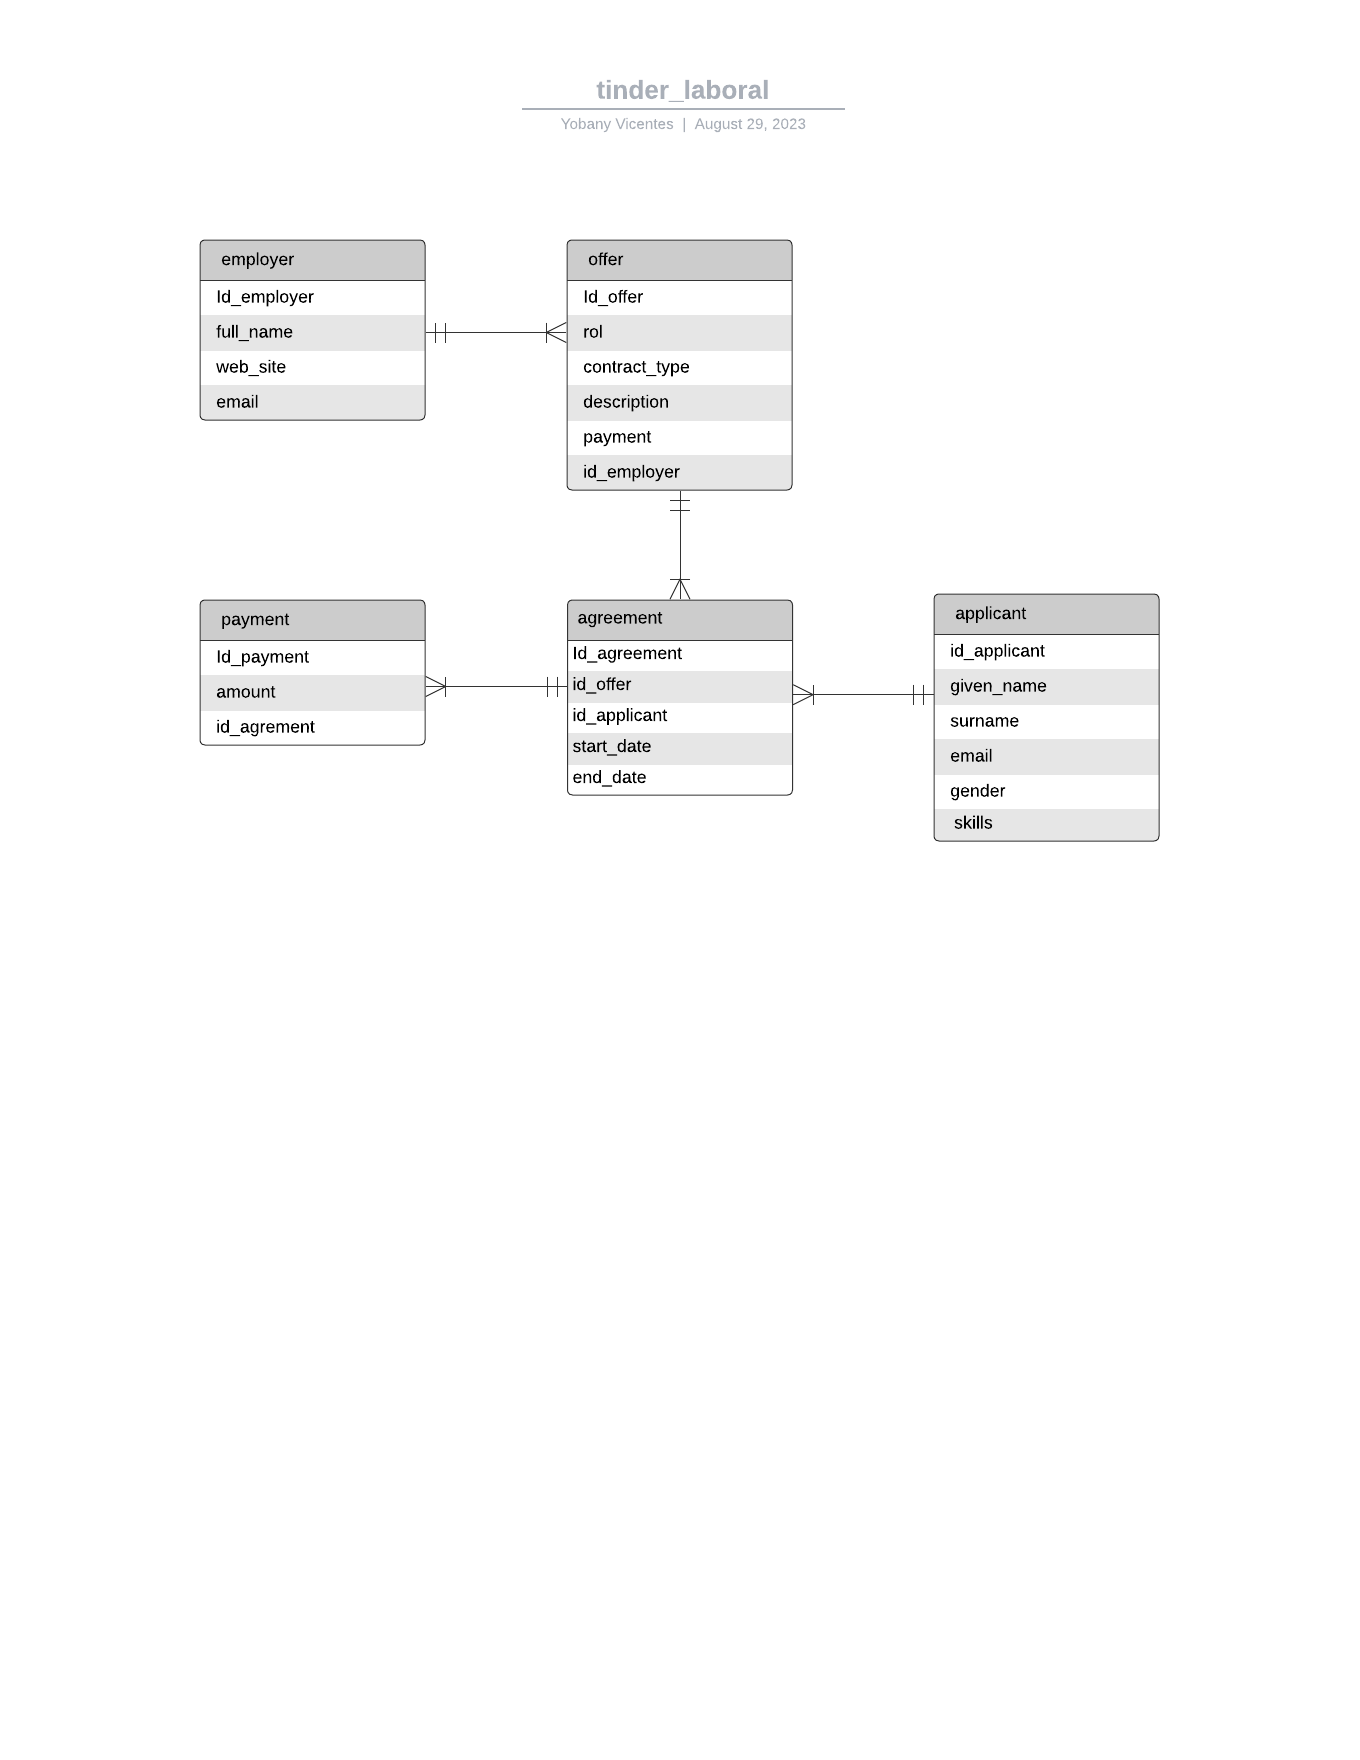 tinder_laboral
Yobany Vicentes | August 29, 2023
employer
Id_employer
full_name
web_site
email
offer
Id_offer
rol
contract_type
description
payment
id_employer
payment
Id_payment
amount
id_agrement
agreement
Id_agreement
id_offer
id_applicant
start_date
end_date
applicant
id_applicant
given_name
surname
email
gender
skills